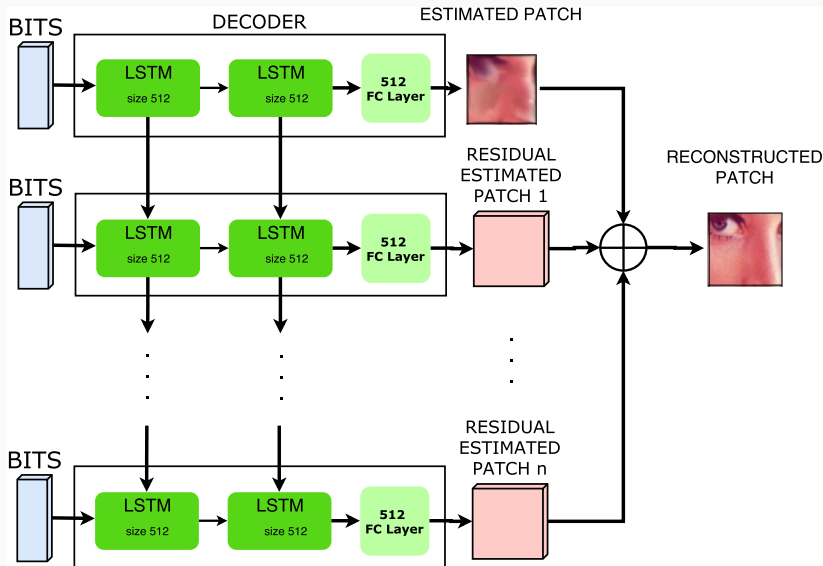 BITS
DECODER
ESTIMATED PATCH
LSTM
size 512
LSTM
size 512
512
FC Layer
BITS
LSTM
size 512
LSTM
size 512
512
FC Layer
RESIDUAL
ESTIMATED
PATCH 1
RECONSTRUCTED
PATCH
BITS
LSTM
size 512
LSTM
size 512
512
FC Layer
RESIDUAL
ESTIMATED
PATCH n